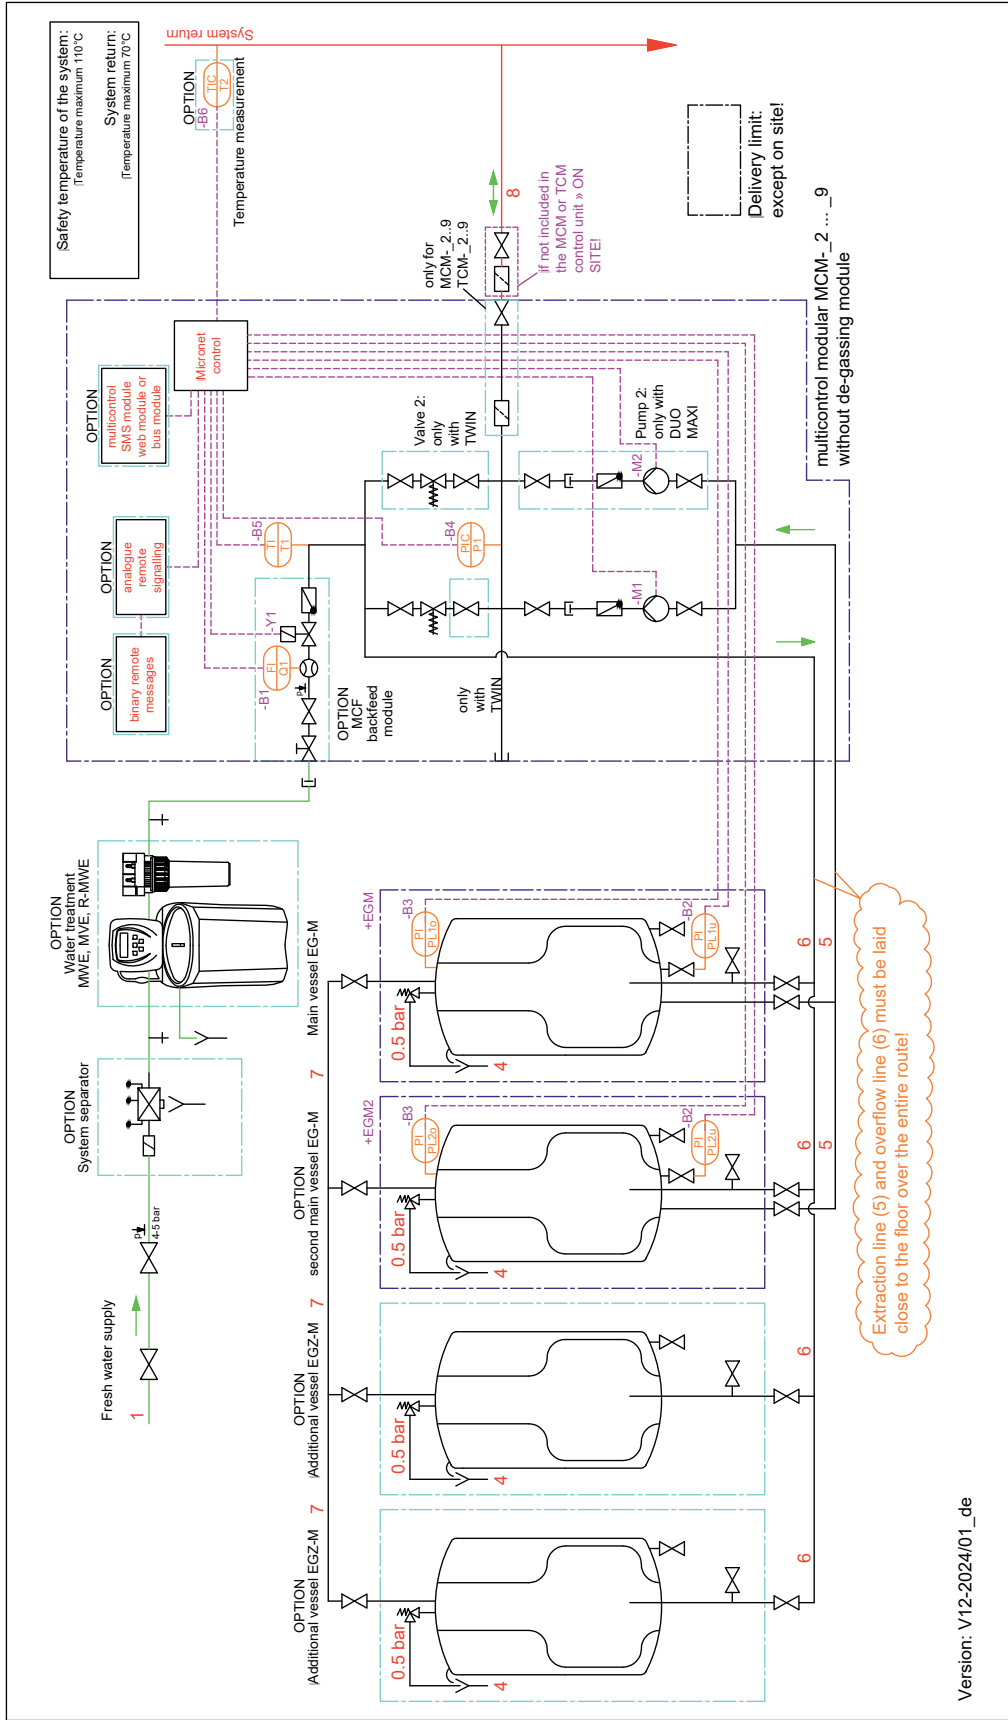 Safety temperature of the system:
Temperature maximum 110°C
System return:
Temperature maximum 70°C
System return
OPTION
-B6
TIC
T2
Temperature measurement
OPTION
multicontrol
SMS module
web module or
bus module
OPTION
analogue
remote
signalling
OPTION
binary remote
messages
Micronet
control
-B5
TI
T1
-Y1
-B1
FI
Q1
P
OPTION
MCF
backfeed
module
Valve 2:
only
with
TWIN
-B4
PIC
P1
only
with
TWIN
only for
MCM-_2..9
TCM-_2..9
8
if not included in
the MCM or TCM
control unit » ON
SITE!
Pump 2:
only with
DUO
MAXI
-M2
-M1
Delivery limit:
except on site!
multicontrol modular MCM-_2 ... _9
without de-gassing module
OPTION
Water treatment
MWE, MVE, R-MWE
OPTION
System separator
P
4-5 bar
Fresh water supply
1
Main vessel EG-M
7
+EGM
-B3
PI
PL1o
-B2
PI
PL1u
0.5 bar
4
6
5
OPTION
second main vessel EG-M
7
+EGM2
-B3
PI
PL2o
-B2
PI
PL2u
0.5 bar
4
6
5
OPTION
Additional vessel EGZ-M
7
0.5 bar
4
6
OPTION
Additional vessel EGZ-M
0.5 bar
4
6
Extraction line (5) and overflow line (6) must be laid
close to the floor over the entire route!
Version: V12-2024/01_de